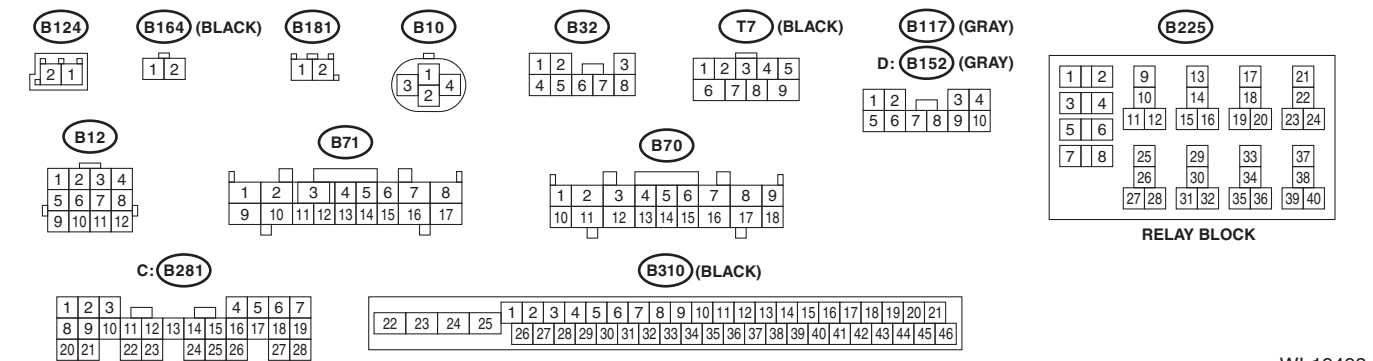 B124 B164 (BLACK) B181 B10 B32 T7 (BLACK) B117 (GRAY) B225
D: B152 (GRAY)
2 1
1 2
1 2
1
3 4
2
1 2 3
4 5 6 7 8
1 2 3 4 5
6 7 8 9
1 2 3 4
5 6 7 8 9 10
1 2 9 13 17 21
3 4 10 14 18 22
11 12 15 16 19 20 23 24
5 6
7 8 25 29 33 37
26 30 34 38
27 28 31 32 35 36 39 40
RELAY BLOCK
B12 B71 B70
1 2 3 4
5 6 7 8
9 10 11 12
1 2 3 4 5 6 7 8
9 10 11 12 13 14 15 16 17
1 2 3 4 5 6 7 8 9
10 11 12 13 14 15 16 17 18
C: B281 B310 (BLACK)
1 2 3 4 5 6 7
8 9 10 11 12 13 14 15 16 17 18 19
20 21 22 23 24 25 26 27 28
22 23 24 25
1 2 3 4 5 6 7 8 9 10 11 12 13 14 15 16 17 18 19 20 21
26 27 28 29 30 31 32 33 34 35 36 37 38 39 40 41 42 43 44 45 46